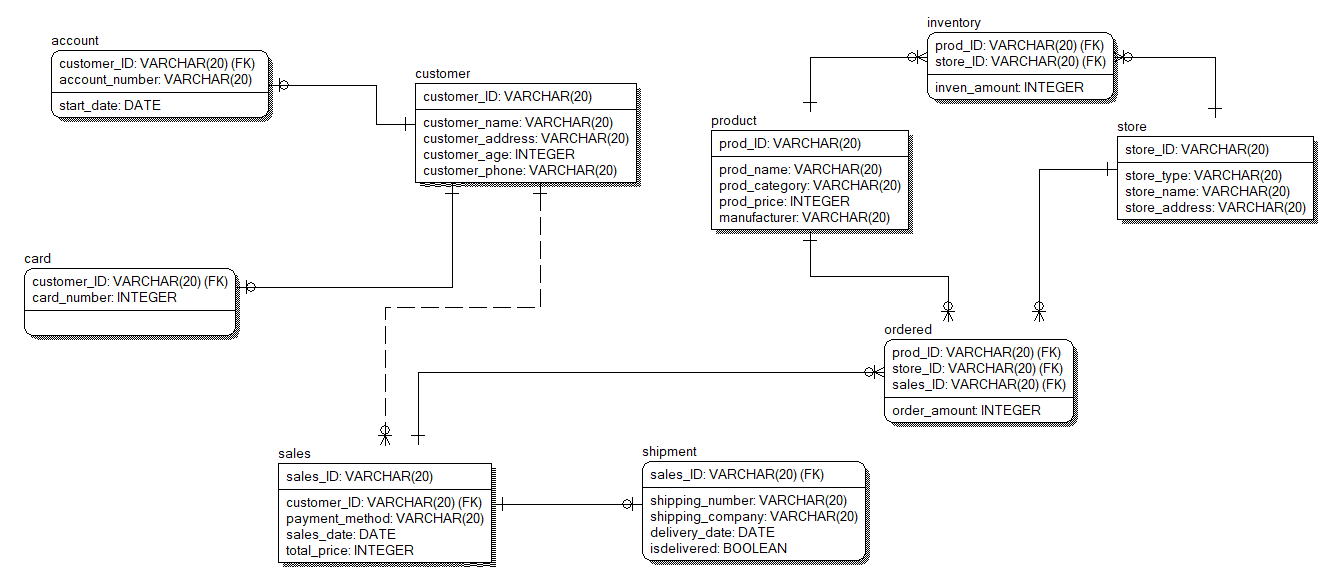 account
customer_ID: VARCHAR(20) (FK)
account_number: VARCHAR(20)
start_date: DATE
customer
customer_ID: VARCHAR(20)
customer_name: VARCHAR(20)
customer_address: VARCHAR(20)
customer_age: INTEGER
customer_phone: VARCHAR(20)
inventory
prod_ID: VARCHAR(20) (FK)
store_ID: VARCHAR(20) (FK)
inven_amount: INTEGER
product
prod_ID: VARCHAR(20)
prod_name: VARCHAR(20)
prod_category: VARCHAR(20)
prod_price: INTEGER
manufacturer: VARCHAR(20)
store
store_ID: VARCHAR(20)
store_type: VARCHAR(20)
store_name: VARCHAR(20)
store_address: VARCHAR(20)
card
customer_ID: VARCHAR(20) (FK)
card_number: INTEGER
ordered
prod_ID: VARCHAR(20) (FK)
store_ID: VARCHAR(20) (FK)
sales_ID: VARCHAR(20) (FK)
order_amount: INTEGER
sales
sales_ID: VARCHAR(20)
customer_ID: VARCHAR(20) (FK)
payment_method: VARCHAR(20)
sales_date: DATE
total_price: INTEGER
shipment
sales_ID: VARCHAR(20) (FK)
shipping_number: VARCHAR(20)
shipping_company: VARCHAR(20)
delivery_date: DATE
isdelivered: BOOLEAN